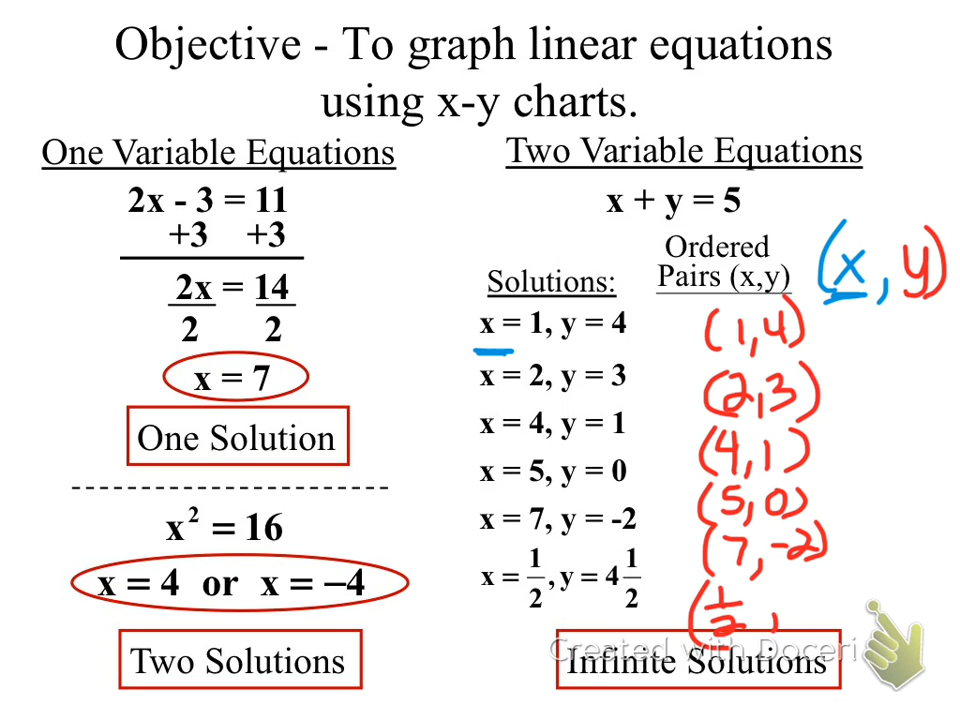 Objective - To graph linear equations
using x-y charts.
One Variable Equations
2x - 3 = 11
+3 +3
2x = 14
2 2
x = 7
One Solution
x² = 16
x = 4 or x = −4
Two Solutions
Two Variable Equations
x + y = 5
Ordered
Solutions: Pairs (x,y) (x, y)
x = 1, y = 4 (1,4)
x = 2, y = 3 (2,3)
x = 4, y = 1 (4,1)
x = 5, y = 0 (5,0)
x = 7, y = -2 (7,-2)
x = 1/2, y = 4 1/2 (1/2,
Created with Doceri
Infinite Solutions